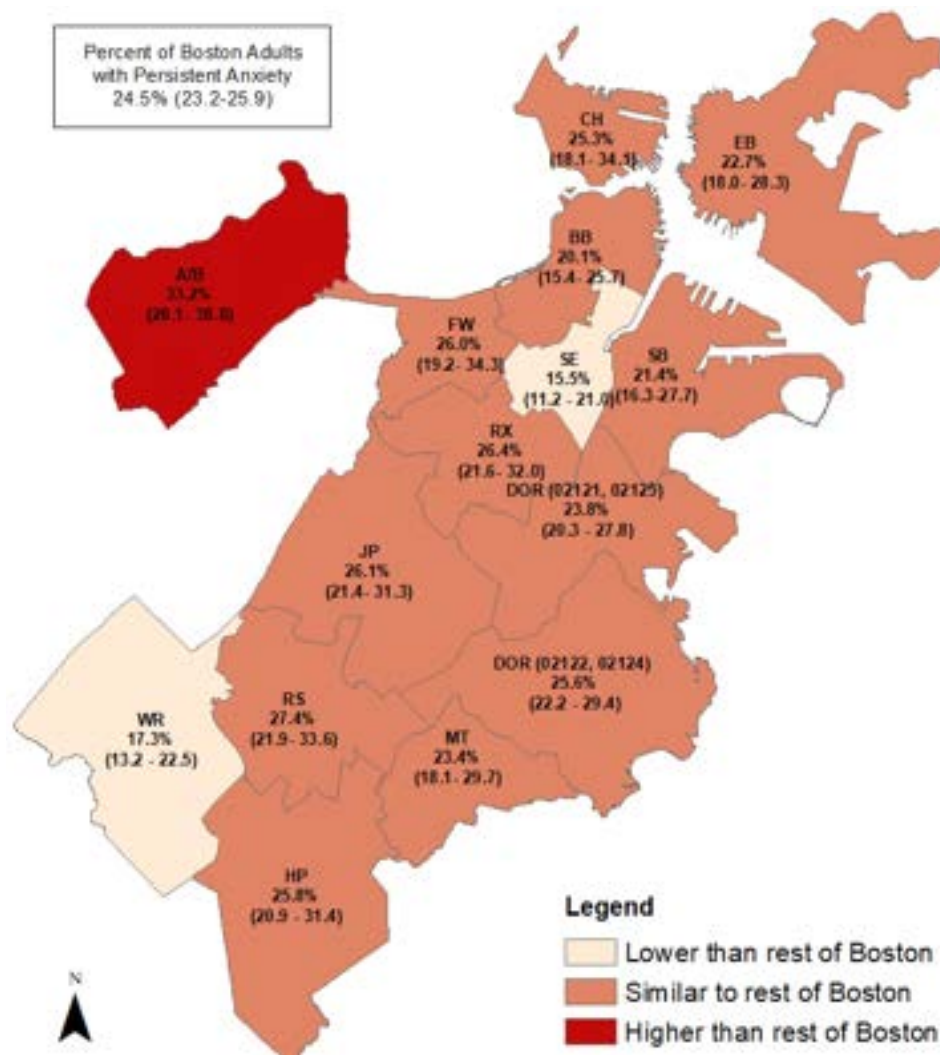 Percent of Boston Adults
with Persistent Anxiety
24.5% (23.2-25.9)
CH
25.3%
(18.1- 34.1)
EB
22.7%
(18.0- 28.3)
BB
20.1%
(15.4- 25.7)
A/B
33.2%
FW
26.0%
(19.2- 34.3)
SE
15.5%
(11.2 - 21.0)
SB
21.4%
(16.3-27.7)
RX
26.4%
(21.6- 32.0)
DOR (02121, 02125)
23.8%
(20.3 - 27.8)
JP
26.1%
(21.4- 31.3)
DOR (02122, 02124)
25.6%
(22.2 - 29.4)
RS
27.4%
(21.9- 33.6)
WR
17.3%
(13.2 - 22.5)
MT
23.4%
(18.1- 29.7)
HP
25.8%
(20.9 - 31.4)
Legend
Lower than rest of Boston
Similar to rest of Boston
Higher than rest of Boston
N